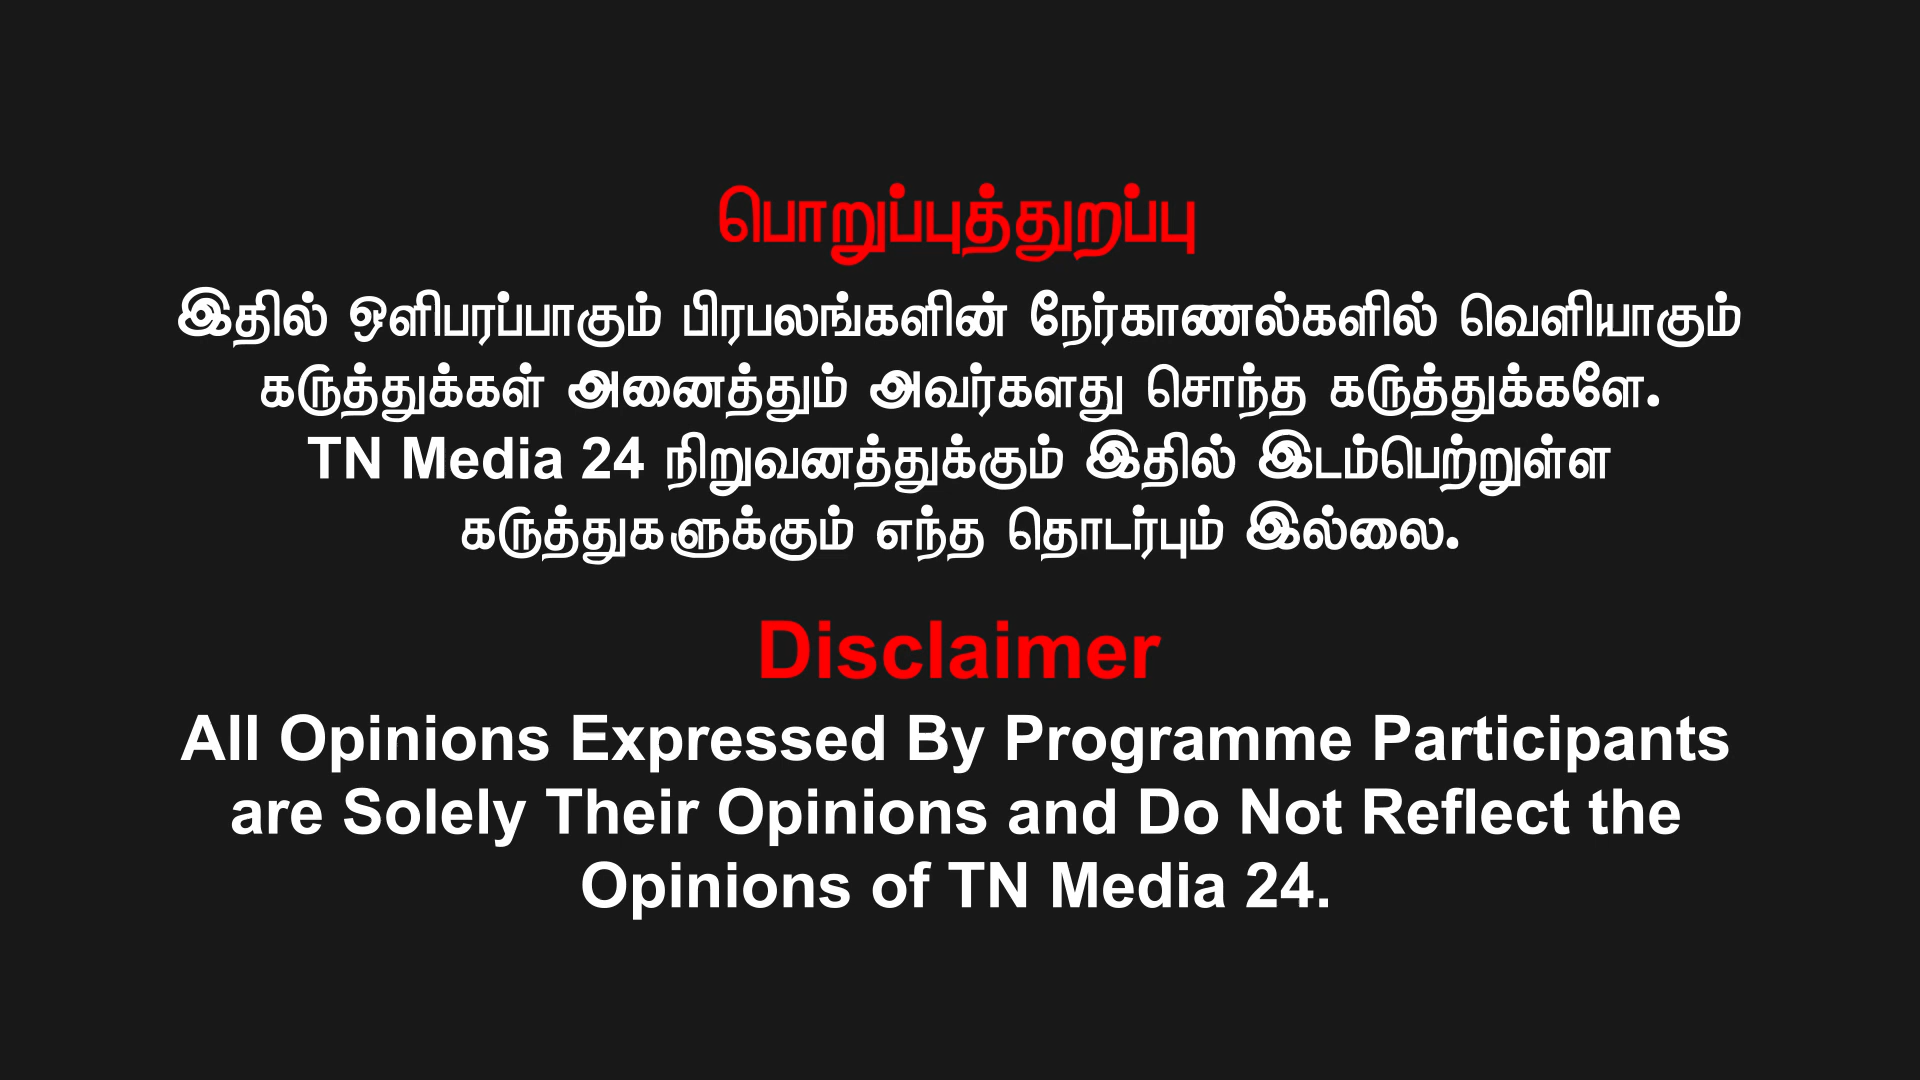 பொறுப்புத்துறப்பு
இதில் ஒளிபரப்பாகும் பிரபலங்களின் நேர்காணல்களில் வெளியாகும்
கருத்துக்கள் அனைத்தும் அவர்களது சொந்த கருத்துக்களே.
TN Media 24 நிறுவனத்துக்கும் இதில் இடம்பெற்றுள்ள
கருத்துகளுக்கும் எந்த தொடர்பும் இல்லை.
Disclaimer
All Opinions Expressed By Programme Participants
are Solely Their Opinions and Do Not Reflect the
Opinions of TN Media 24.